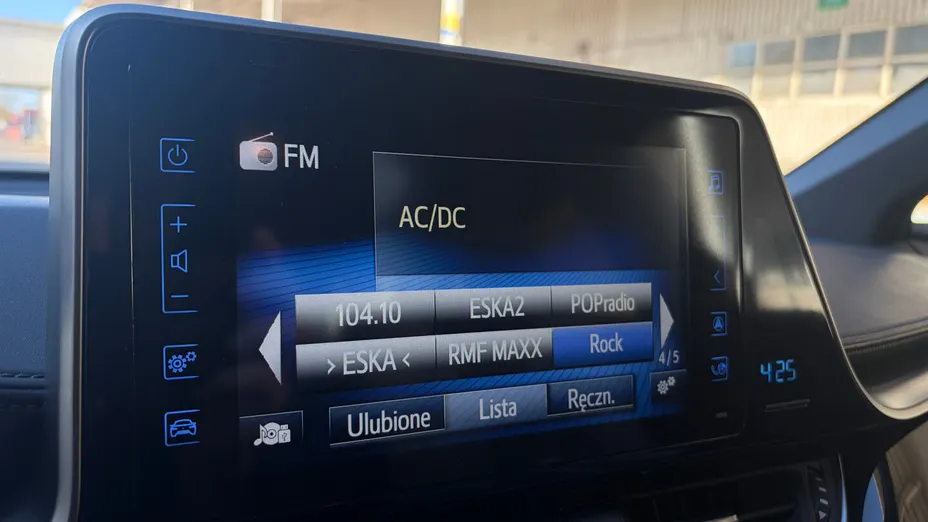 FM
AC/DC
104.10 ESKA2 POPradio
> ESKA < RMF MAXX Rock
4/5
Ulubione Lista Ręczn.
4:25